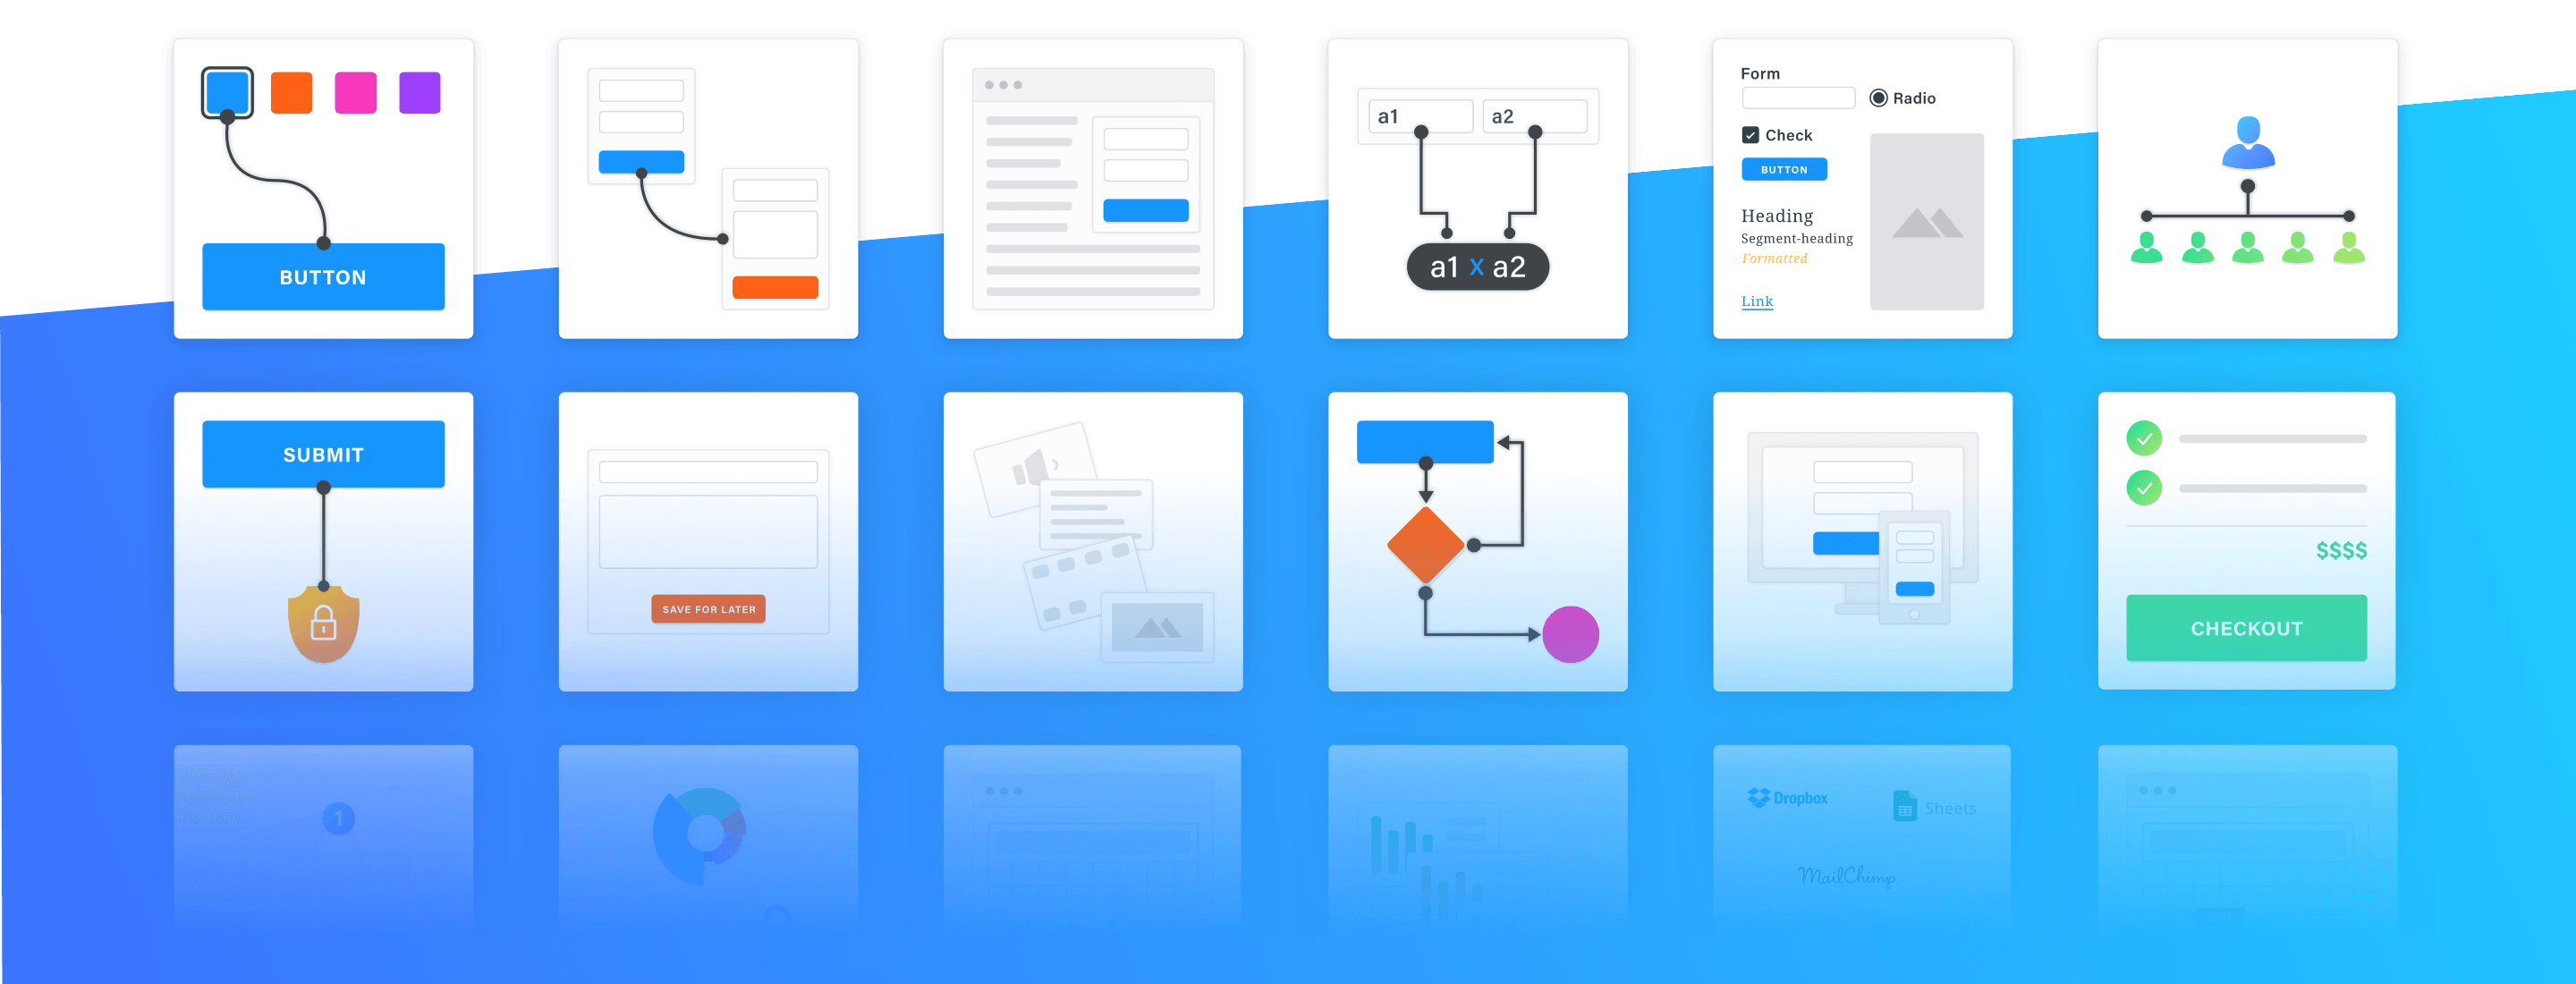 BUTTON
a1
a2
a1 x a2
Form
Radio
Check
BUTTON
Heading
Segment-heading
Formatted
Link
SUBMIT
SAVE FOR LATER
$$$$
CHECKOUT
1
Dropbox
Sheets
MailChimp